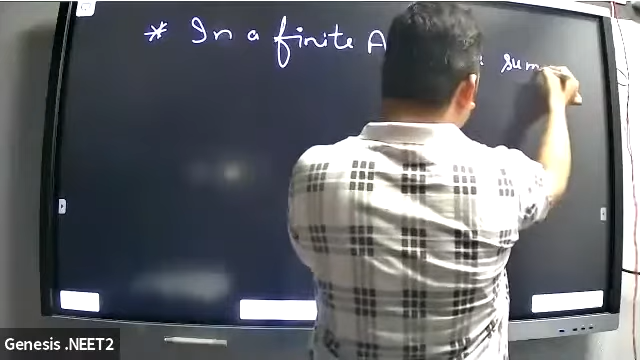 * In a finite A sum
Genesis .NEET2